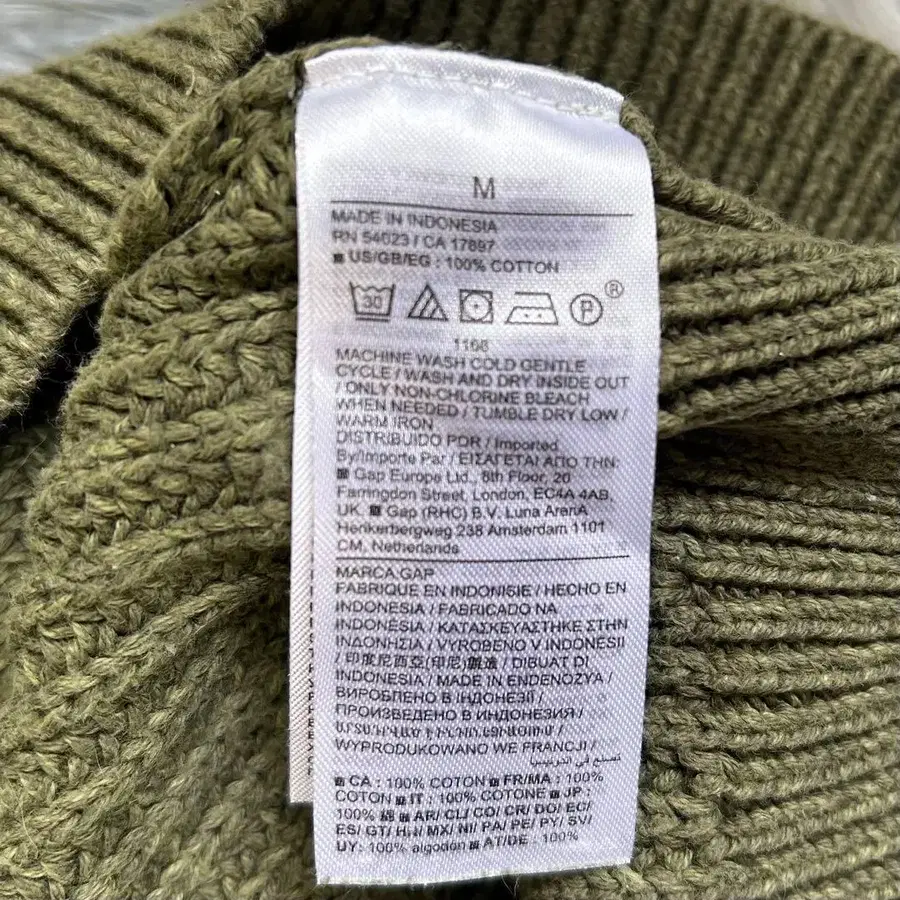 M
MADE IN INDONESIA
RN 54023 / CA 17897
US/GB/EG : 100% COTTON
30 P ®
1108
MACHINE WASH COLD GENTLE
CYCLE / WASH AND DRY INSIDE OUT
/ ONLY NON-CHLORINE BLEACH
WHEN NEEDED / TUMBLE DRY LOW /
WARM IRON
DISTRIBUIDO POR / Imported
By/Importe Par / ΕΙΣΑΓΕΤΑΙ ΑΠΟ ΤΗΝ:
Gap Europe Ltd., 8th Floor, 20
Farringdon Street, London, EC4A 4AB,
UK. Gap (RHC) B.V. Luna ArenA
Henkerbergweg 238 Amsterdam 1101
CM, Netherlands
MARCA:GAP
FABRIQUE EN INDONISIE / HECHO EN
INDONESIA / FABRICADO NA
INDONESIA / ΚΑΤΑΣΚΕΥΑΣΤΗΚΕ ΣΤΗΝ
ΙΝΔΟΝΗΣΙΑ / VYROBENO V INDONESII
/ 印度尼西亚(印尼)製造 / DIBUAT DI
INDONESIA / MADE IN ENDENOZYA /
ВИРОБЛЕНО В ІНДОНЕЗІЇ /
ПРОИЗВЕДЕНО В ИНДОНЕЗИЯ /
WYPRODUKOWANO WE FRANCJI /
تصنع في اندونيسيا
CA : 100% COTON FR/MA : 100%
COTON IT : 100% COTONE JP :
100% 綿 AR/ CL/ CO/ CR/ DO/ EC/
ES/ GT/ HN/ MX/ NI/ PA/ PE/ PY/ SV/
UY: 100% algodón AT/DE : 100%